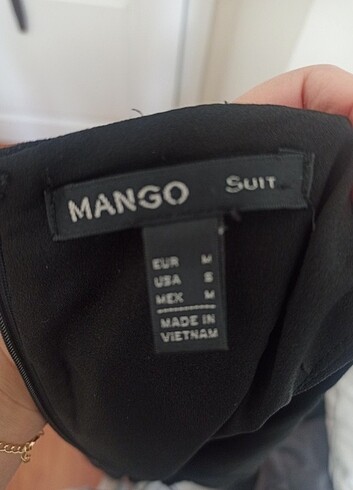 MANGO SUIT
EUR M
USA S
MEX M
MADE IN
VIETNAM